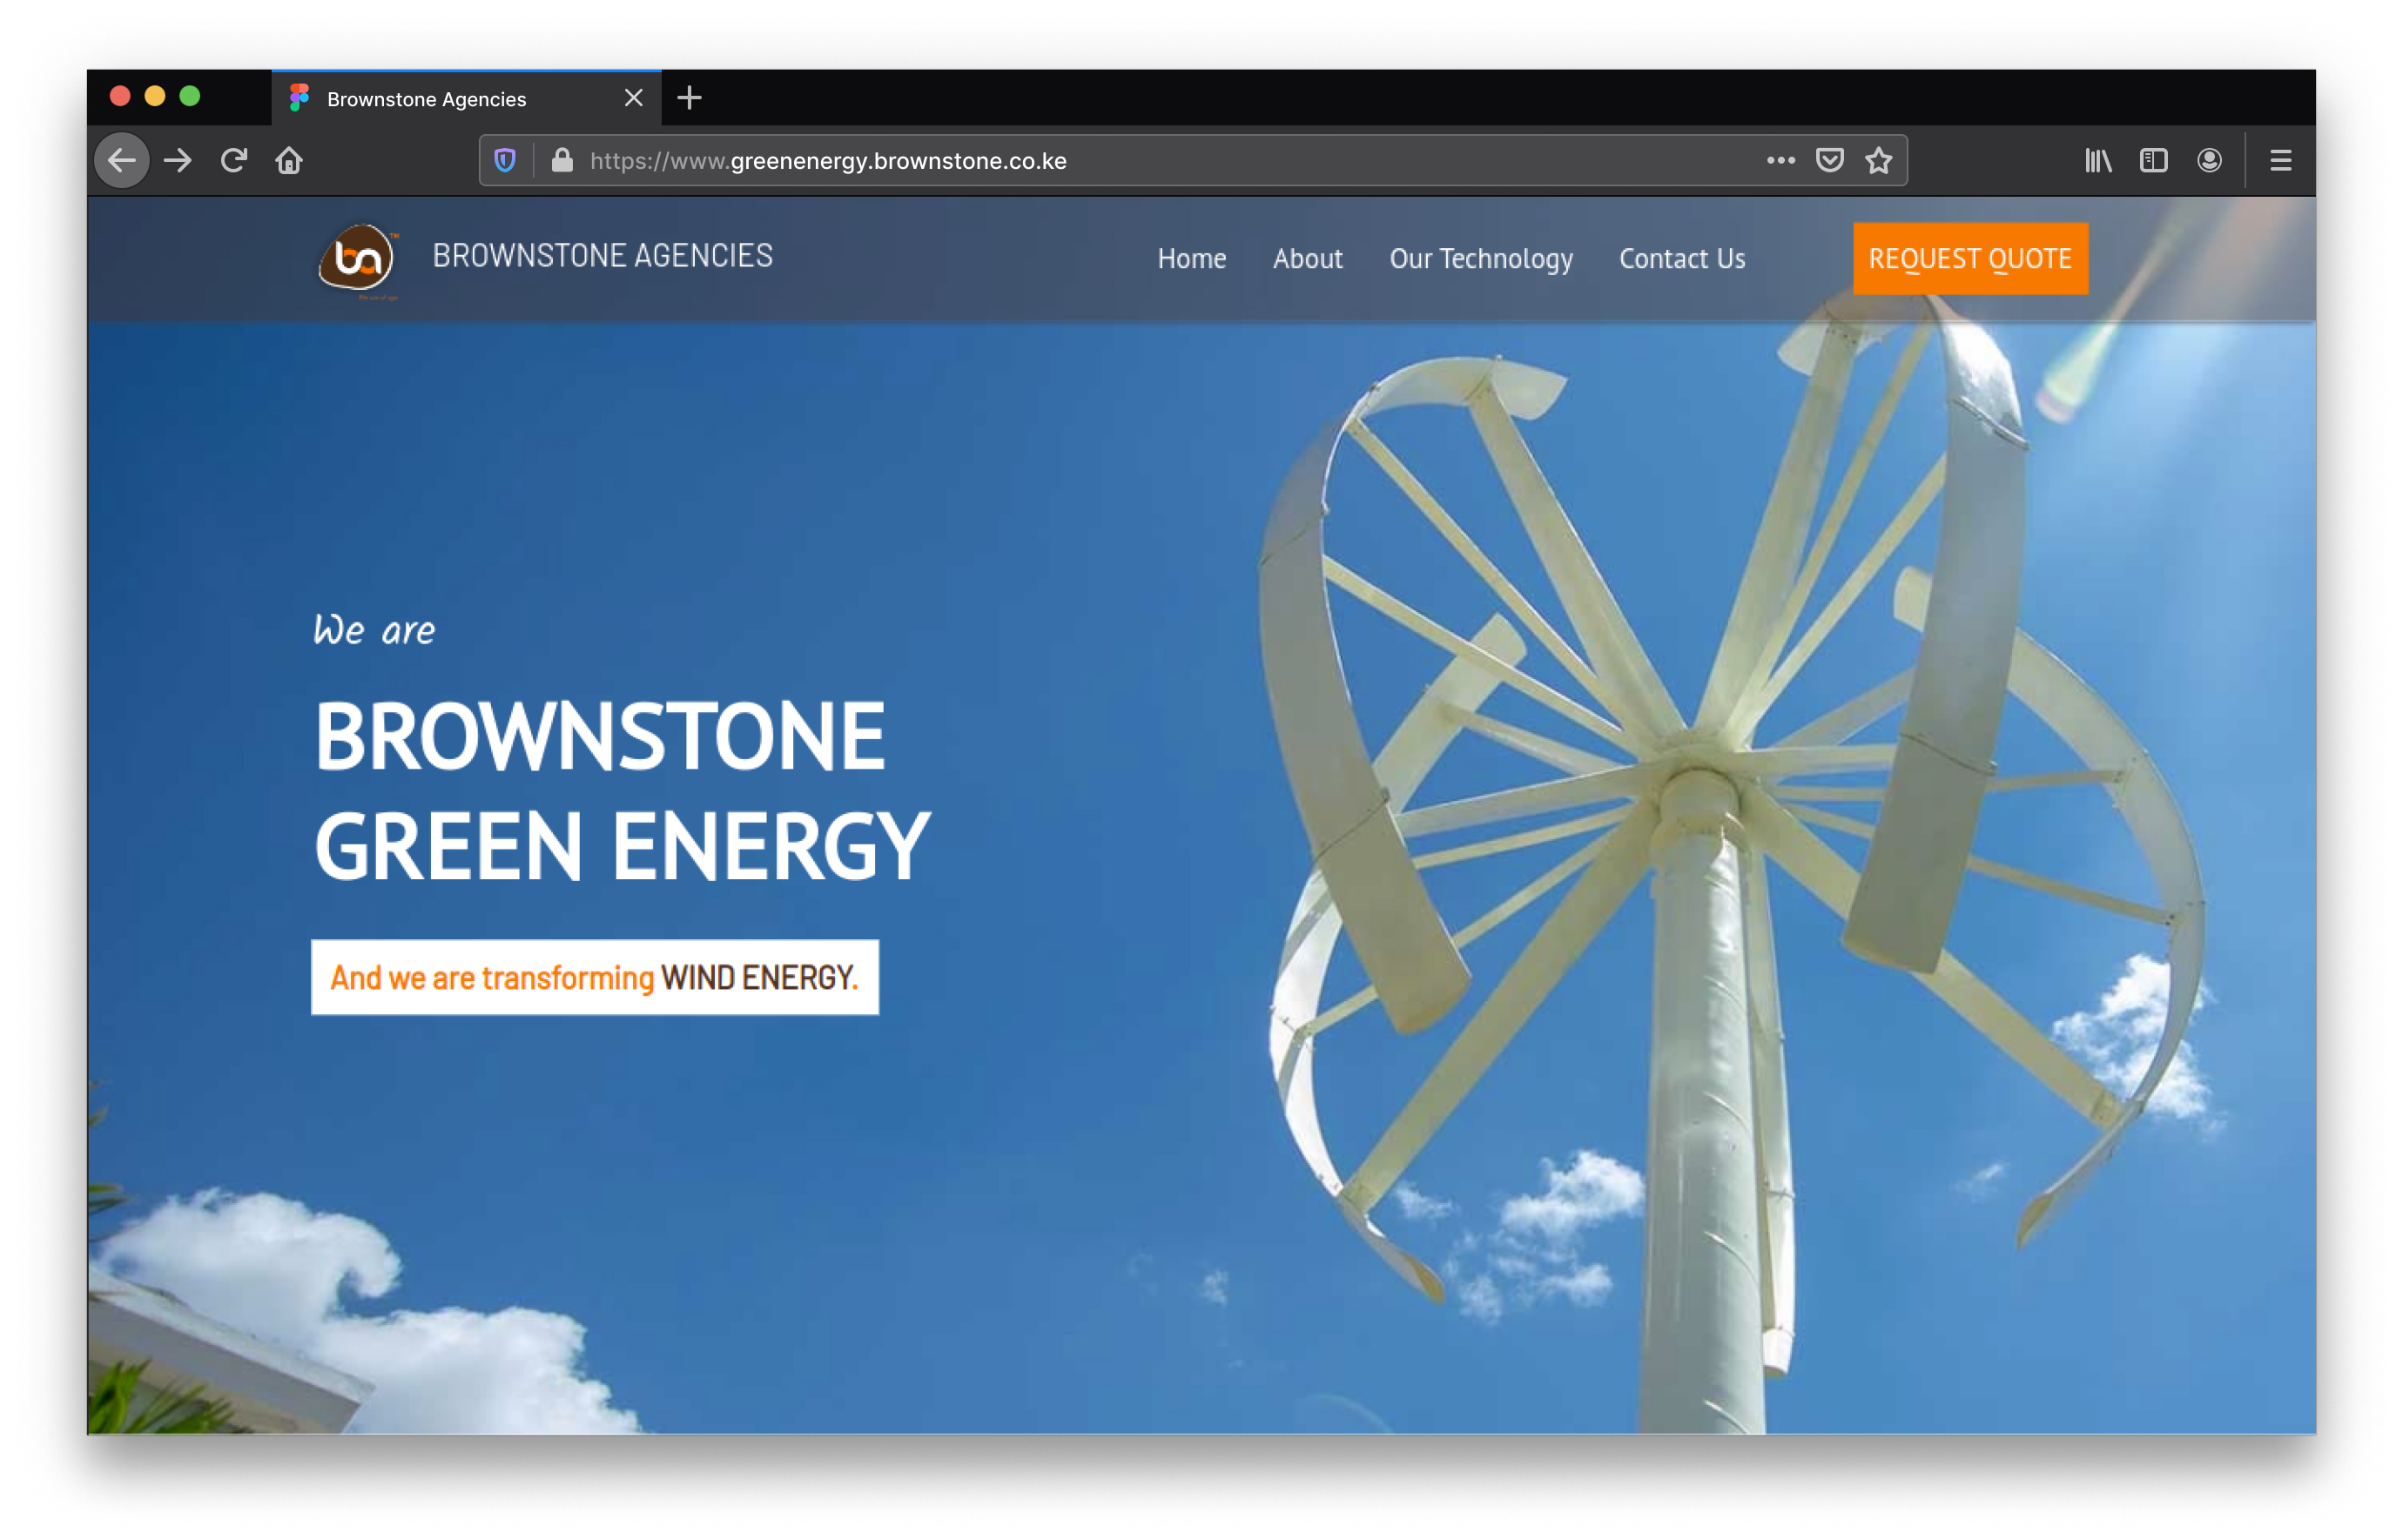 Brownstone Agencies
https://www.greenenergy.brownstone.co.ke
ba
TM
BROWNSTONE AGENCIES
Home
About
Our Technology
Contact Us
REQUEST QUOTE
We are
BROWNSTONE
GREEN ENERGY
And we are transforming WIND ENERGY.